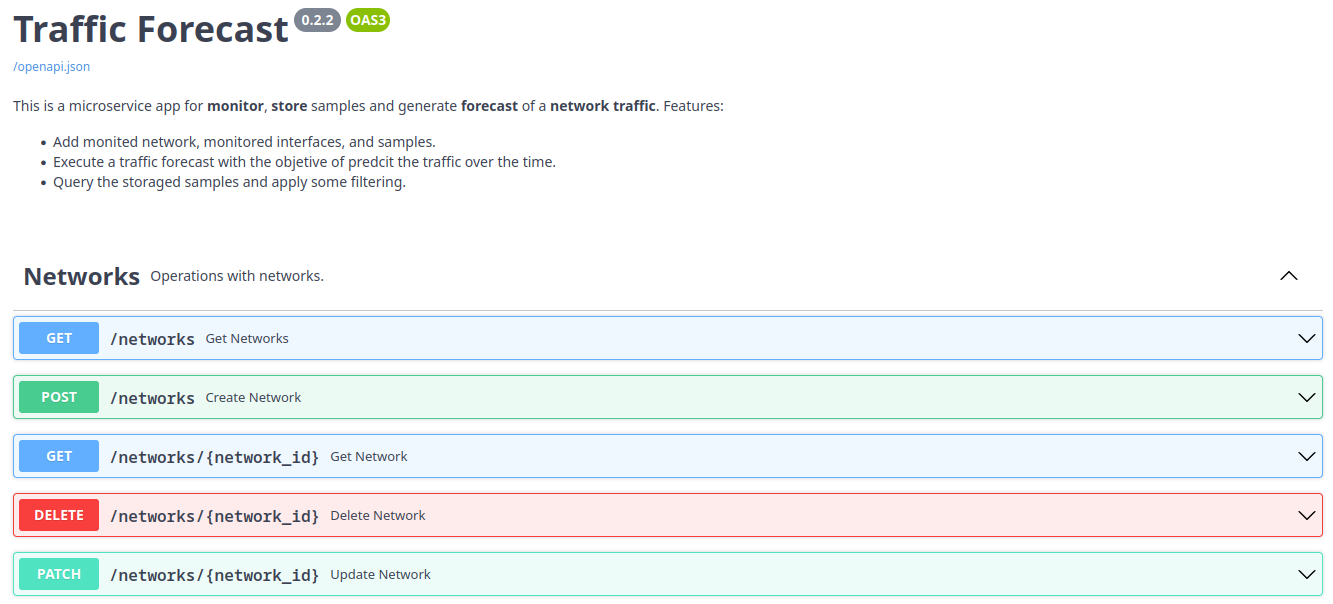 Traffic Forecast 0.2.2 OAS3
/openapi.json
This is a microservice app for monitor, store samples and generate forecast of a network traffic. Features:
Add monited network, monitored interfaces, and samples.
Execute a traffic forecast with the objetive of predcit the traffic over the time.
Query the storaged samples and apply some filtering.
Networks Operations with networks.
GET /networks Get Networks
POST /networks Create Network
GET /networks/{network_id} Get Network
DELETE /networks/{network_id} Delete Network
PATCH /networks/{network_id} Update Network